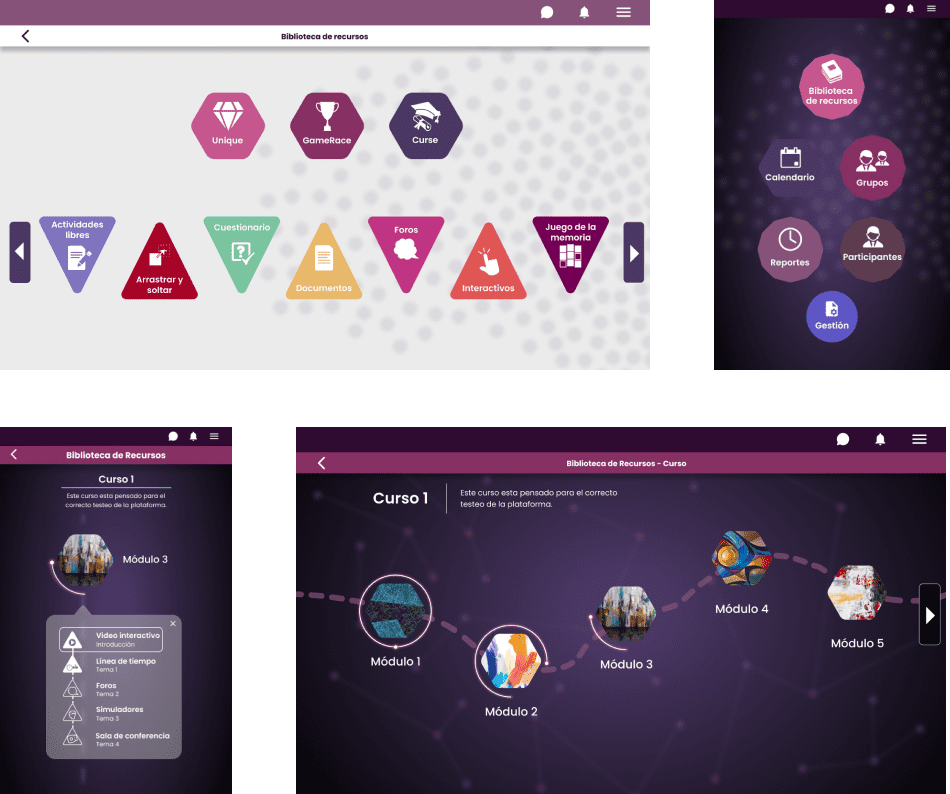 Biblioteca de recursos
Unique
GameRace
Curse
Actividades
libres
Arrastrar y
soltar
Cuestionario
Documentos
Foros
Interactivos
Juego de la
memoria
Biblioteca
de recursos
Calendario
Grupos
Reportes
Participantes
Gestión
Biblioteca de Recursos
Curso 1
Este curso esta pensado para el
correcto testeo de la plataforma.
Módulo 3
Video interactivo
Introducción
Línea de tiempo
Tema 1
Foros
Tema 2
Simuladores
Tema 3
Sala de conferencia
Tema 4
Biblioteca de Recursos - Curso
Curso 1
Este curso esta pensado para el correcto
testeo de la plataforma.
Módulo 1
Módulo 2
Módulo 3
Módulo 4
Módulo 5